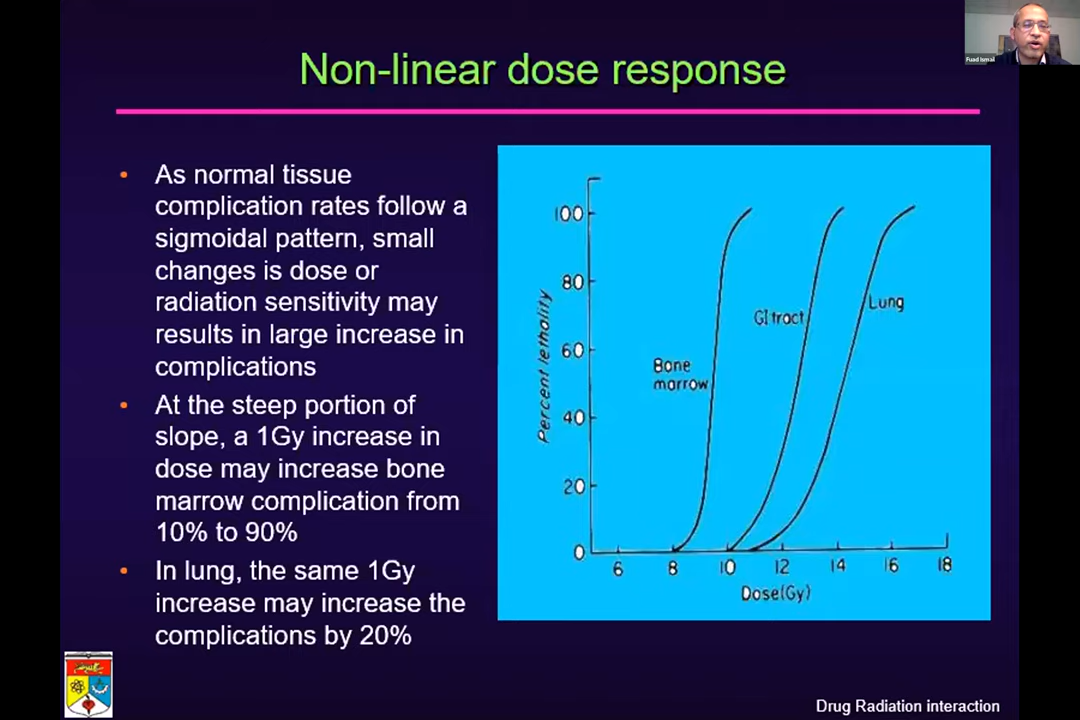 Non-linear dose response
Fuad Ismail
• As normal tissue
complication rates follow a
sigmoidal pattern, small
changes is dose or
radiation sensitivity may
results in large increase in
complications
• At the steep portion of
slope, a 1Gy increase in
dose may increase bone
marrow complication from
10% to 90%
• In lung, the same 1Gy
increase may increase the
complications by 20%
Percent lethality
100
80
60
40
20
0
Bone
marrow
GI tract
Lung
6 8 10 12 14 16 18
Dose(Gy)
Drug Radiation interaction